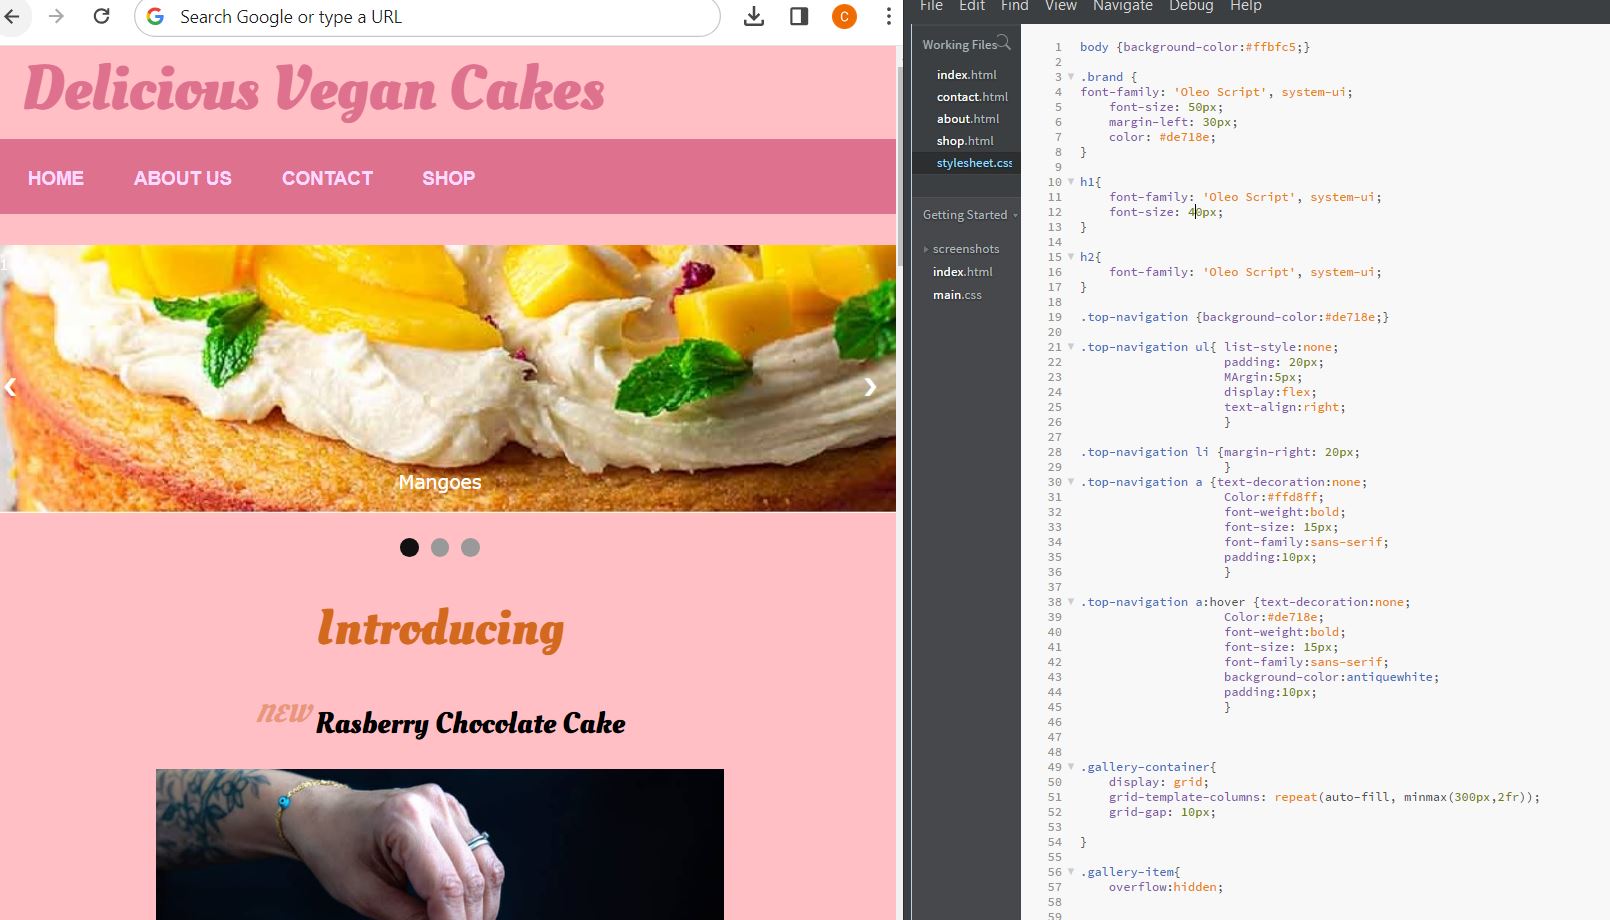 Search Google or type a URL
C
Delicious Vegan Cakes
HOME ABOUT US CONTACT SHOP
Mangoes
Introducing
new Rasberry Chocolate Cake
File Edit Find View Navigate Debug Help
Working Files
index.html
contact.html
about.html
shop.html
stylesheet.css
Getting Started
screenshots
index.html
main.css
1 body {background-color:#ffbfc5;}
2
3 .brand {
4 font-family: 'Oleo Script', system-ui;
5 font-size: 50px;
6 margin-left: 30px;
7 color: #de718e;
8 }
9
10 h1{
11 font-family: 'Oleo Script', system-ui;
12 font-size: 40px;
13 }
14
15 h2{
16 font-family: 'Oleo Script', system-ui;
17 }
18
19 .top-navigation {background-color:#de718e;}
20
21 .top-navigation ul{ list-style:none;
22 padding: 20px;
23 MArgin:5px;
24 display:flex;
25 text-align:right;
26 }
27
28 .top-navigation li {margin-right: 20px;
29 }
30 .top-navigation a {text-decoration:none;
31 Color:#ffd8ff;
32 font-weight:bold;
33 font-size: 15px;
34 font-family:sans-serif;
35 padding:10px;
36 }
37
38 .top-navigation a:hover {text-decoration:none;
39 Color:#de718e;
40 font-weight:bold;
41 font-size: 15px;
42 font-family:sans-serif;
43 background-color:antiquewhite;
44 padding:10px;
45 }
46
47
48
49 .gallery-container{
50 display: grid;
51 grid-template-columns: repeat(auto-fill, minmax(300px,2fr));
52 grid-gap: 10px;
53
54 }
55
56 .gallery-item{
57 overflow:hidden;
58
59